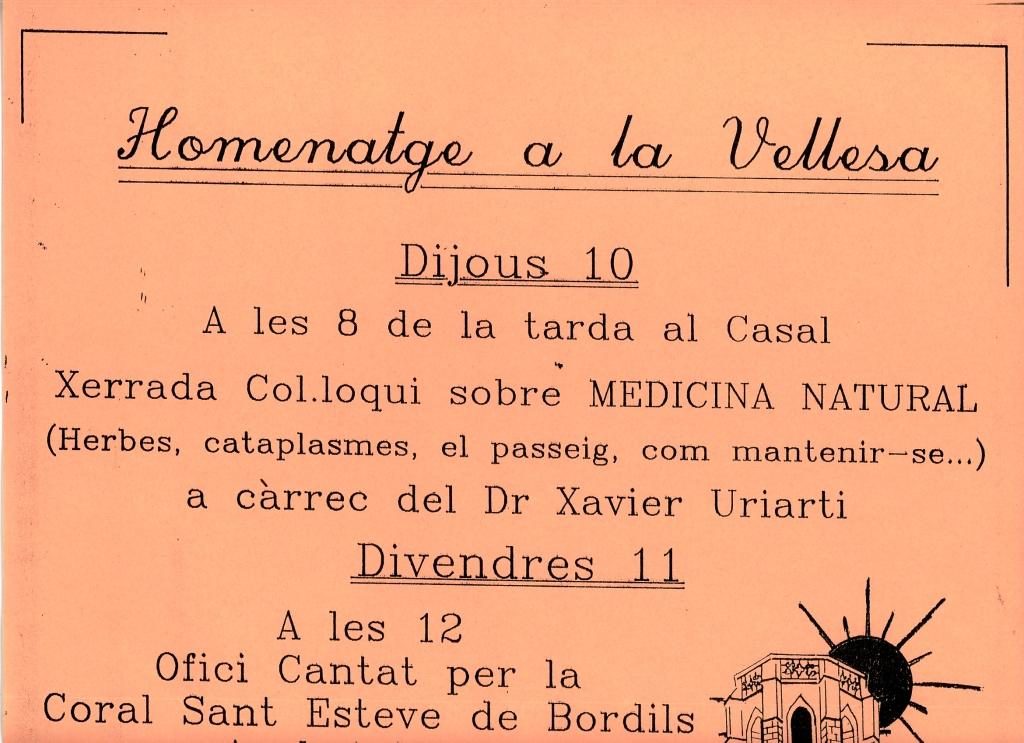 Homenatge a la Vellesa
Dijous 10
A les 8 de la tarda al Casal
Xerrada Col.loqui sobre MEDICINA NATURAL
(Herbes, cataplasmes, el passeig, com mantenir-se...)
a càrrec del Dr Xavier Uriarti
Divendres 11
A les 12
Ofici Cantat per la
Coral Sant Esteve de Bordils